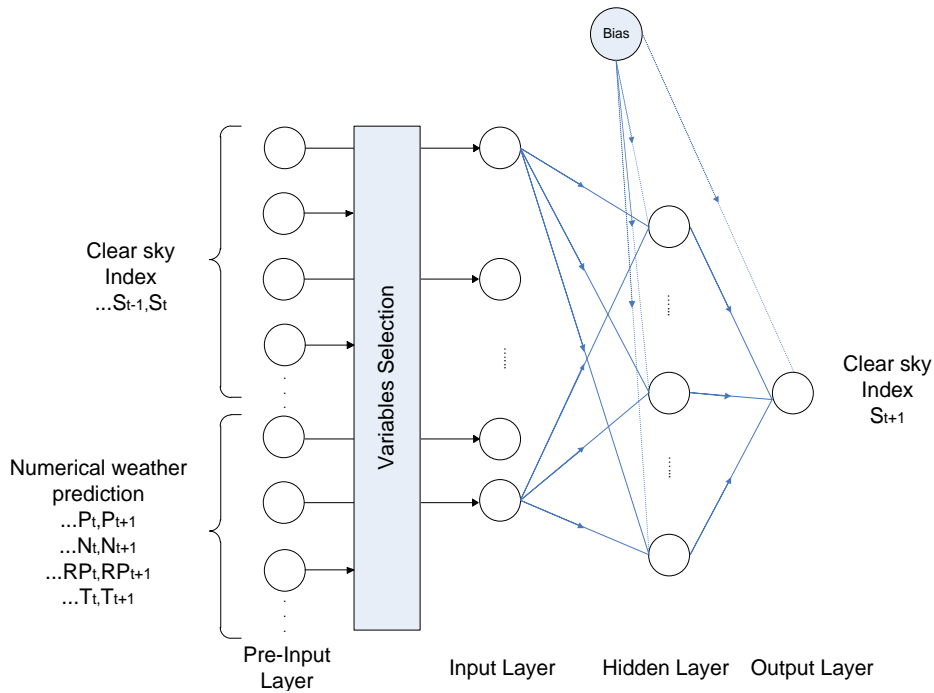 Bias
Clear sky
Index
...St-1,St
Variables Selection
Clear sky
Index
St+1
Numerical weather
prediction
...Pt,Pt+1
...Nt,Nt+1
...RPt,RPt+1
...Tt,Tt+1
Pre-Input
Layer
Input Layer
Hidden Layer
Output Layer